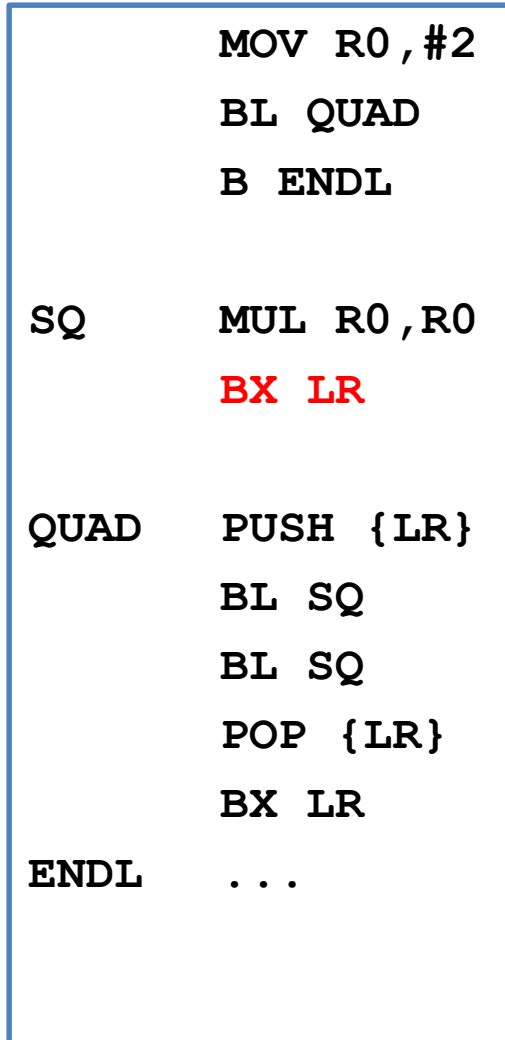 MOV R0,#2
BL QUAD
B ENDL
SQ MUL R0,R0
BX LR
QUAD PUSH {LR}
BL SQ
BL SQ
POP {LR}
BX LR
ENDL ...